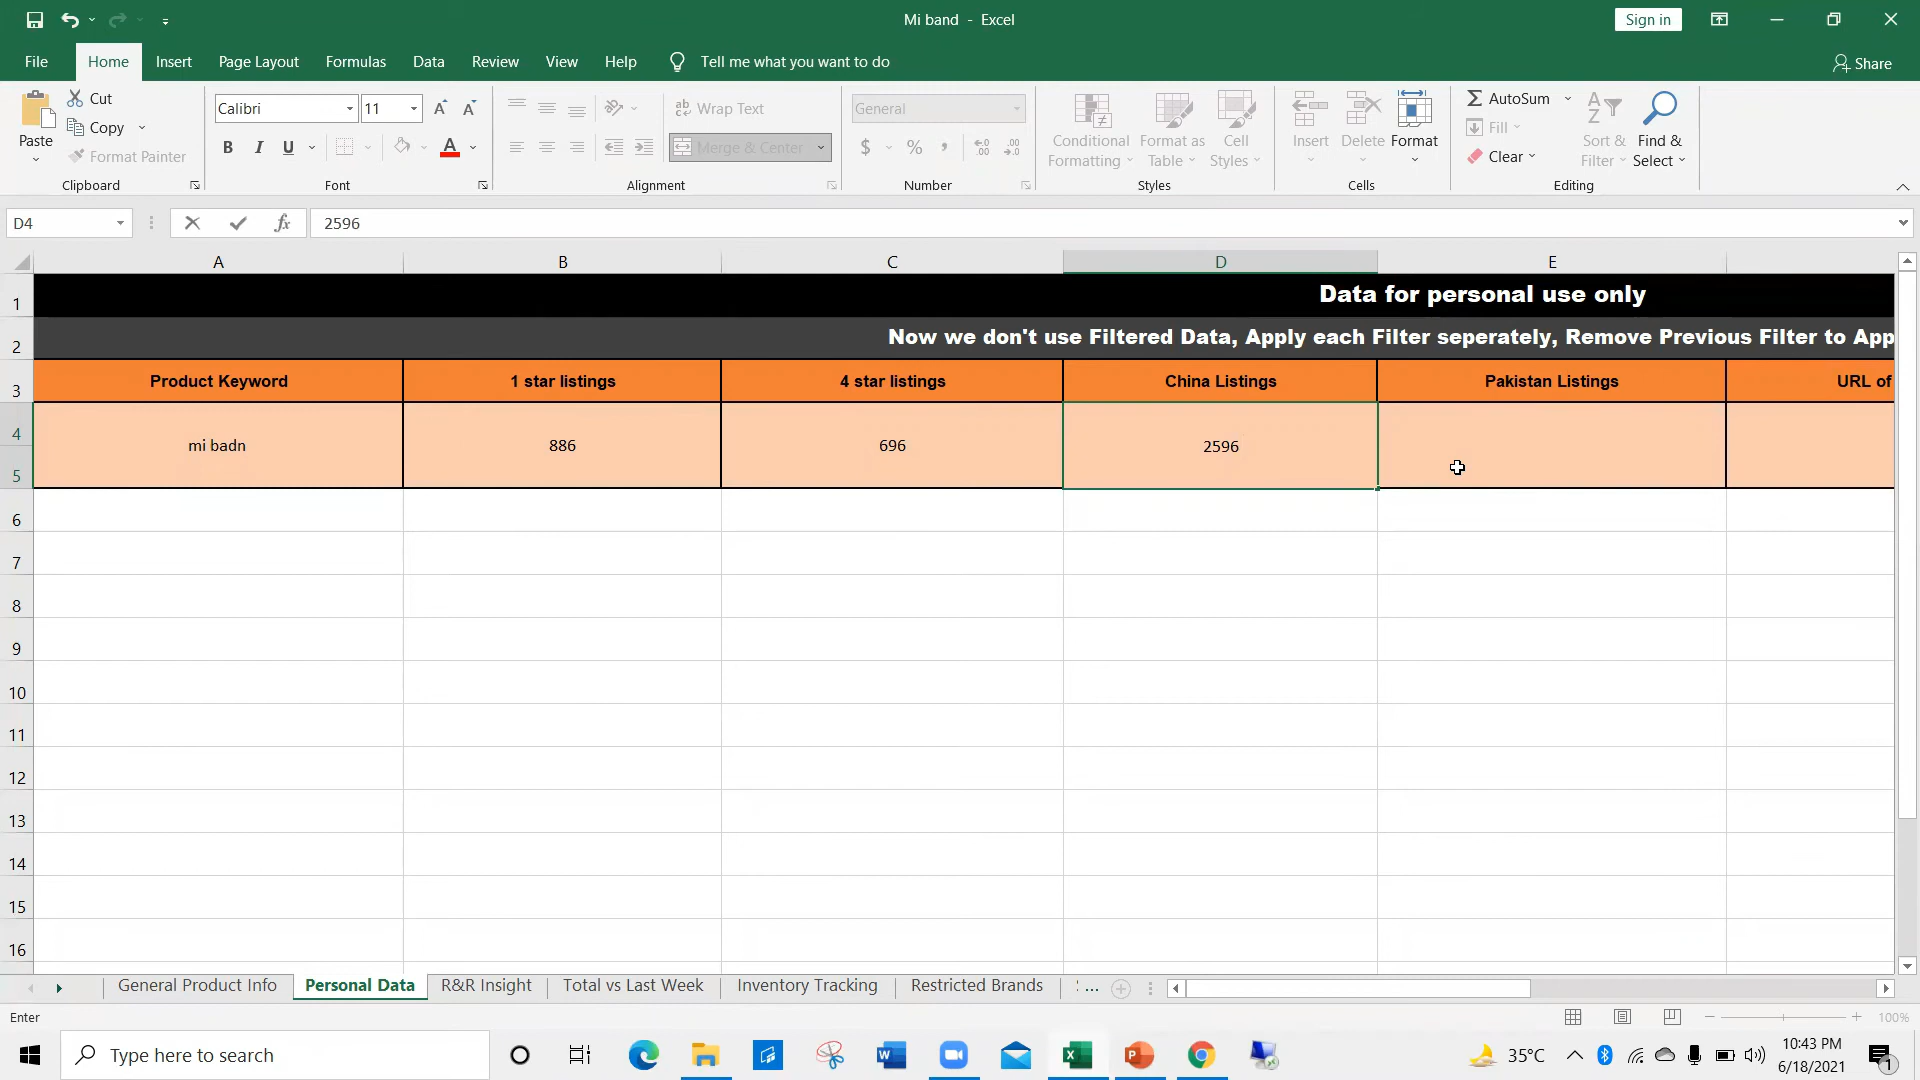 Mi band - Excel
Sign in
File Home Insert Page Layout Formulas Data Review View Help Tell me what you want to do Share
Paste
Cut
Copy
Format Painter
Clipboard
Calibri 11
B I U
Font
Wrap Text
Merge & Center
Alignment
General
$ % ,
Number
Conditional Formatting
Format as Table
Cell Styles
Styles
Insert Delete Format
Cells
AutoSum
Fill
Clear
Sort & Filter
Find & Select
Editing
D4 fx 2596
A B C D E
1 Data for personal use only
2 Now we don't use Filtered Data, Apply each Filter seperately, Remove Previous Filter to App
3 Product Keyword 1 star listings 4 star listings China Listings Pakistan Listings URL of
4 mi badn 886 696 2596
5
6
7
8
9
10
11
12
13
14
15
16
General Product Info Personal Data R&R Insight Total vs Last Week Inventory Tracking Restricted Brands ...
Enter 100%
Type here to search 35°C 10:43 PM
6/18/2021 1